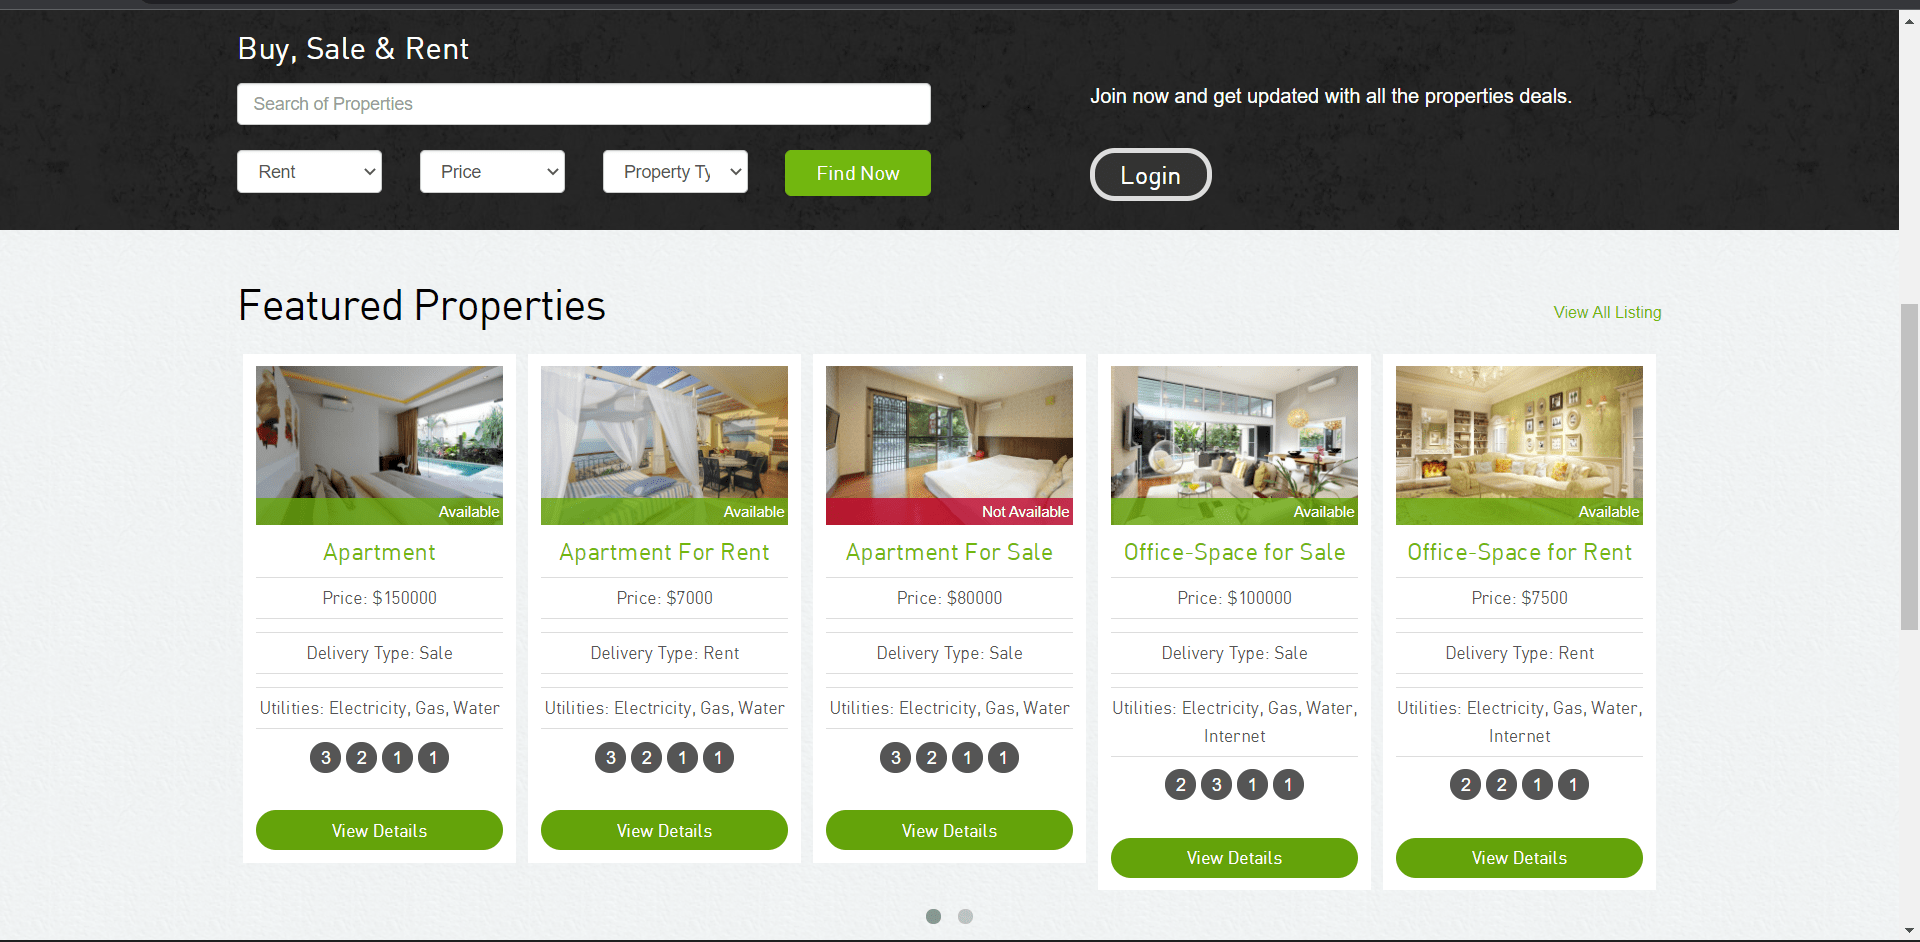 Buy, Sale & Rent
Search of Properties
Join now and get updated with all the properties deals.
Rent
Price
Property Ty
Find Now
Login
Featured Properties
View All Listing
Available
Apartment
Price: $150000
Delivery Type: Sale
Utilities: Electricity, Gas, Water
3 2 1 1
View Details
Available
Apartment For Rent
Price: $7000
Delivery Type: Rent
Utilities: Electricity, Gas, Water
3 2 1 1
View Details
Not Available
Apartment For Sale
Price: $80000
Delivery Type: Sale
Utilities: Electricity, Gas, Water
3 2 1 1
View Details
Available
Office-Space for Sale
Price: $100000
Delivery Type: Sale
Utilities: Electricity, Gas, Water,
Internet
2 3 1 1
View Details
Available
Office-Space for Rent
Price: $7500
Delivery Type: Rent
Utilities: Electricity, Gas, Water,
Internet
2 2 1 1
View Details